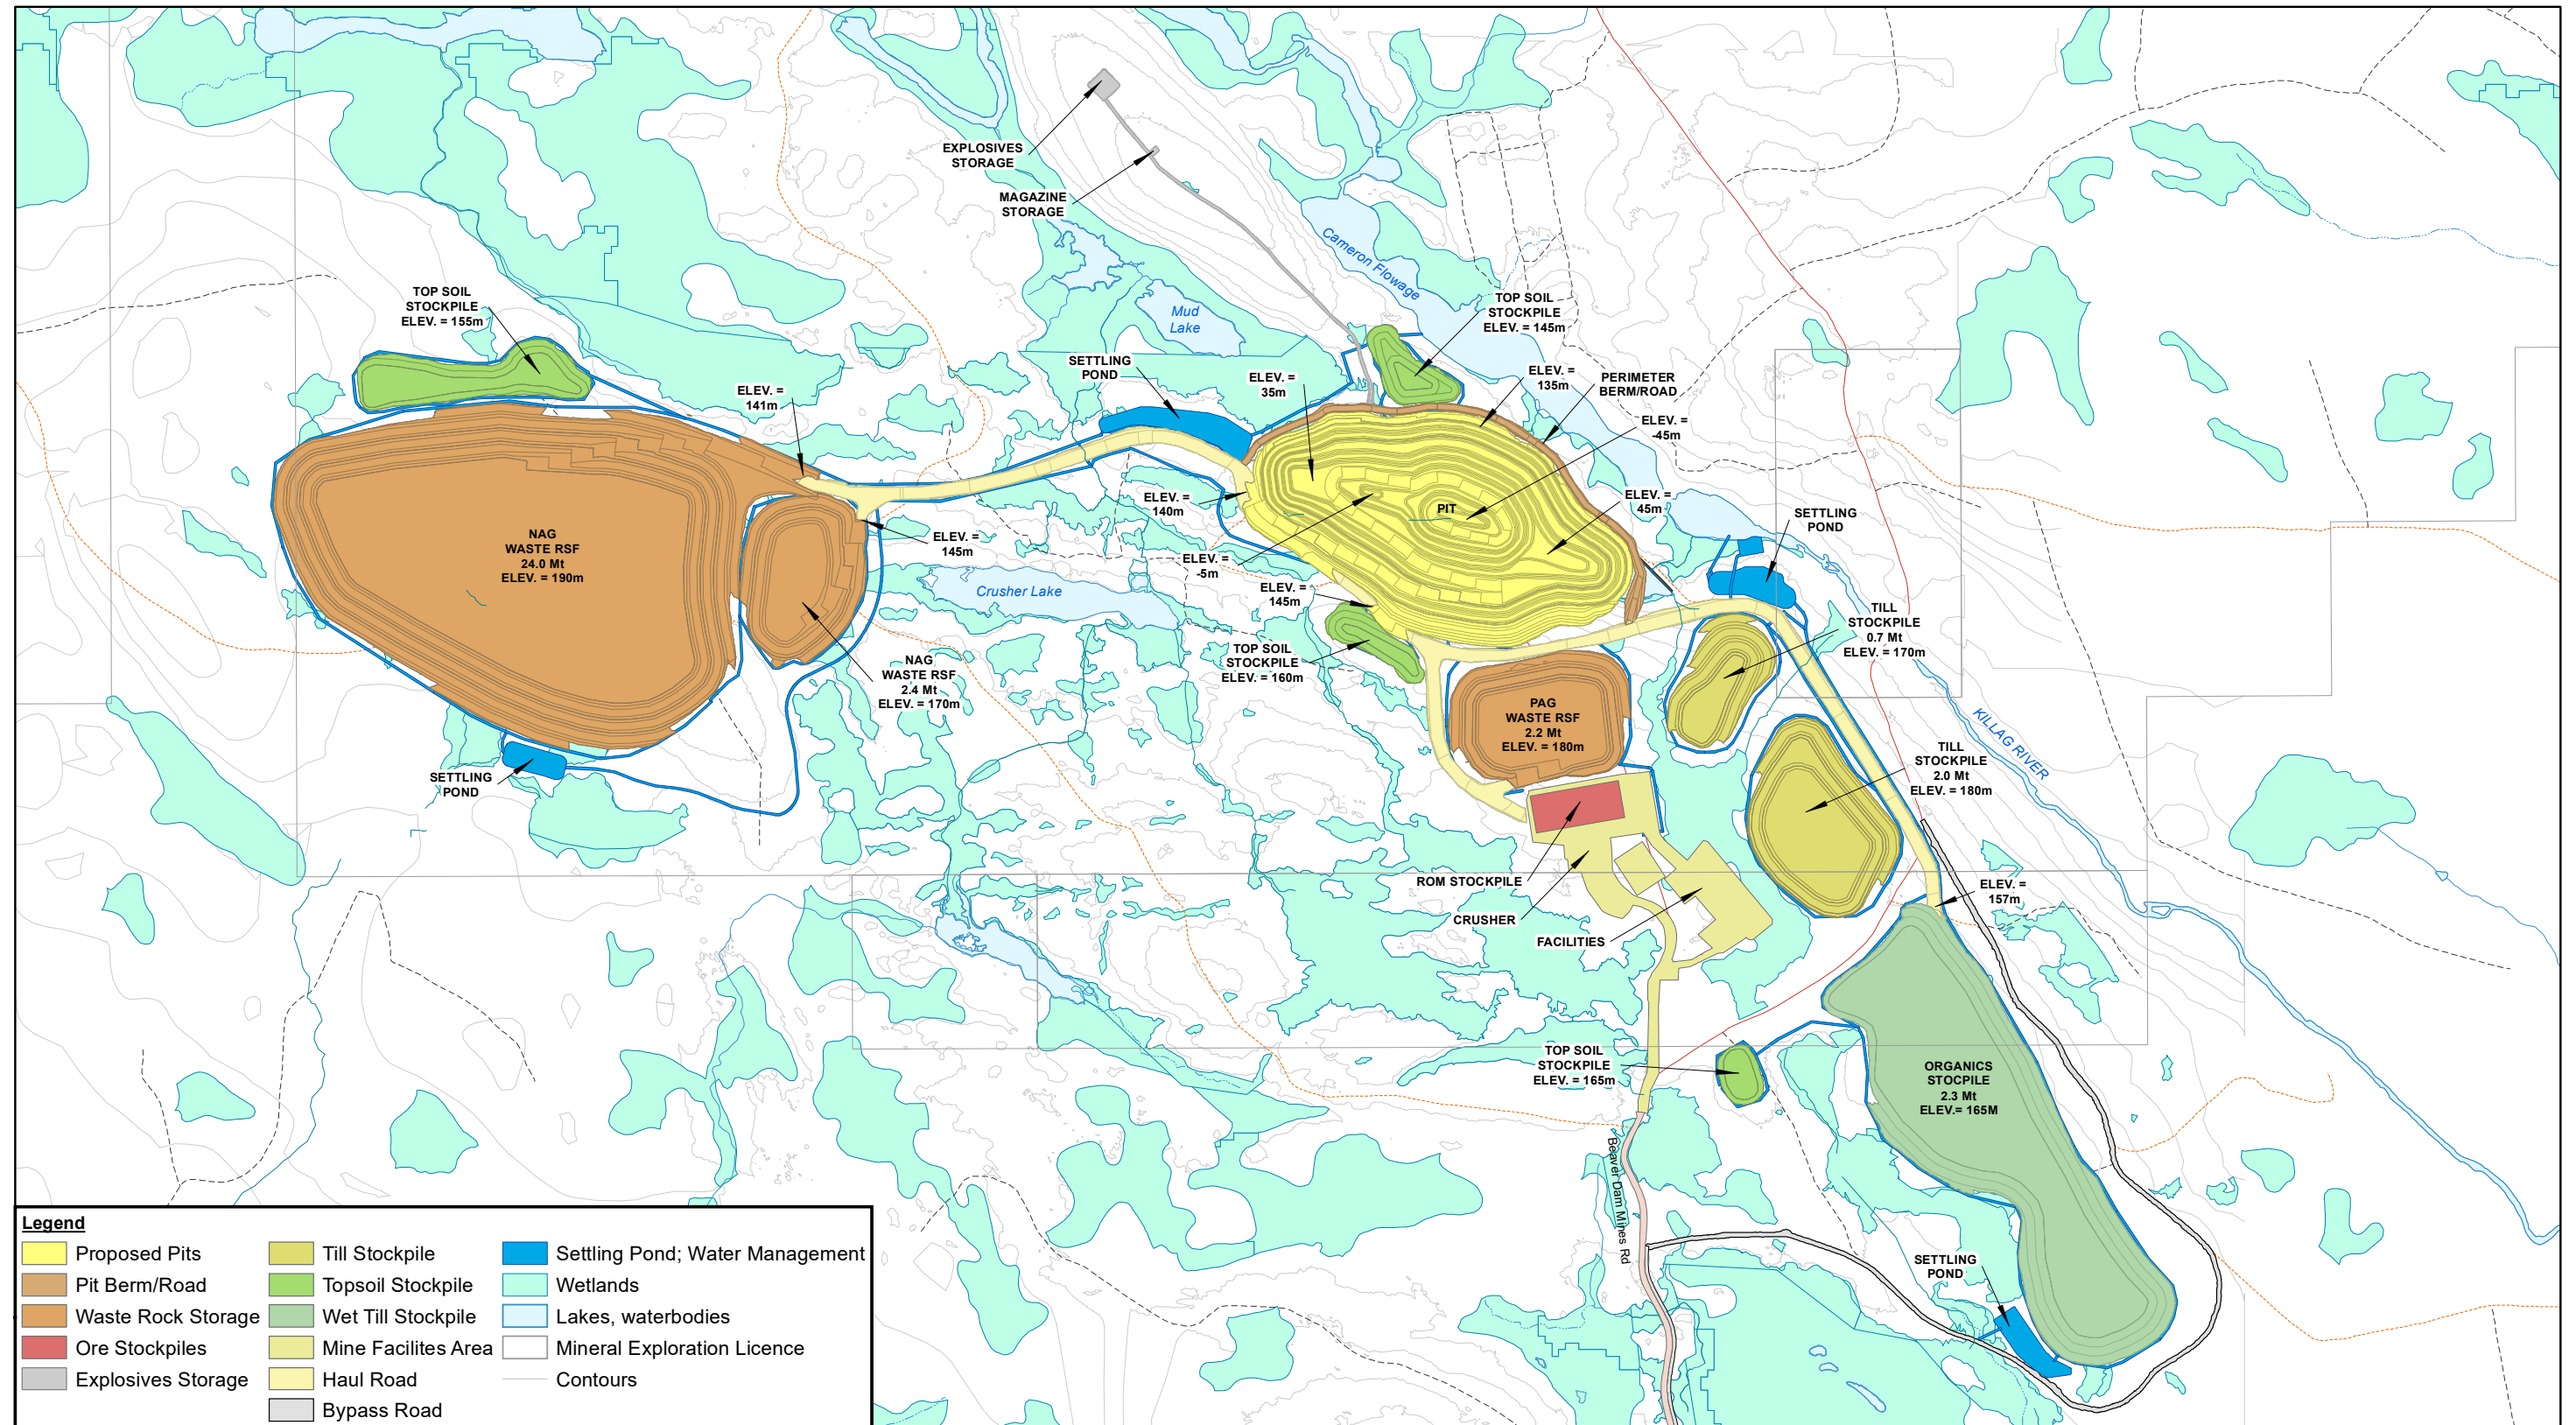 EXPLOSIVES
STORAGE
MAGAZINE
STORAGE
Cameron Flowage
Mud
Lake
TOP SOIL
STOCKPILE
ELEV. = 155m
TOP SOIL
STOCKPILE
ELEV. = 145m
SETTLING
POND
ELEV. =
35m
ELEV. =
135m
PERIMETER
BERM/ROAD
ELEV. =
141m
ELEV. =
-45m
ELEV. =
140m
PIT
ELEV. =
45m
SETTLING
POND
NAG
WASTE RSF
24.0 Mt
ELEV. = 190m
ELEV. =
145m
ELEV. =
-5m
Crusher Lake
ELEV. =
145m
TILL
STOCKPILE
0.7 Mt
ELEV. = 170m
TOP SOIL
STOCKPILE
ELEV. = 160m
NAG
WASTE RSF
2.4 Mt
ELEV. = 170m
PAG
WASTE RSF
2.2 Mt
ELEV. = 180m
KILLAG RIVER
TILL
STOCKPILE
2.0 Mt
ELEV. = 180m
SETTLING
POND
ROM STOCKPILE
CRUSHER
FACILITIES
ELEV. =
157m
TOP SOIL
STOCKPILE
ELEV. = 165m
ORGANICS
STOCPILE
2.3 Mt
ELEV.= 165M
Beaver Dam Mines Rd
SETTLING
POND
Legend
Proposed Pits
Pit Berm/Road
Waste Rock Storage
Ore Stockpiles
Explosives Storage
Till Stockpile
Topsoil Stockpile
Wet Till Stockpile
Mine Facilites Area
Haul Road
Bypass Road
Settling Pond; Water Management
Wetlands
Lakes, waterbodies
Mineral Exploration Licence
Contours